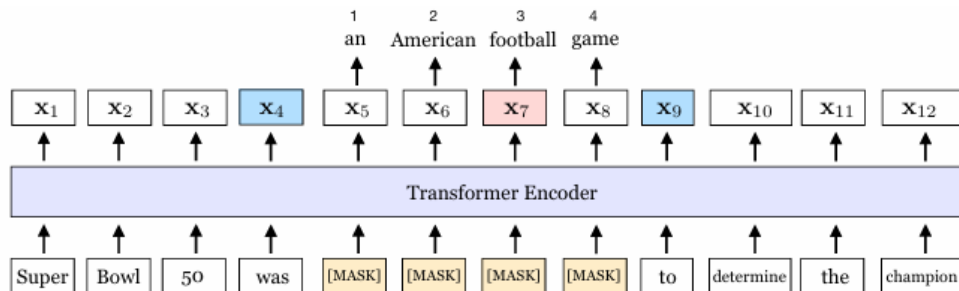 1 2 3 4
an American football game
x1 x2 x3 x4 x5 x6 x7 x8 x9 x10 x11 x12
Transformer Encoder
Super Bowl 50 was [MASK] [MASK] [MASK] [MASK] to determine the champion